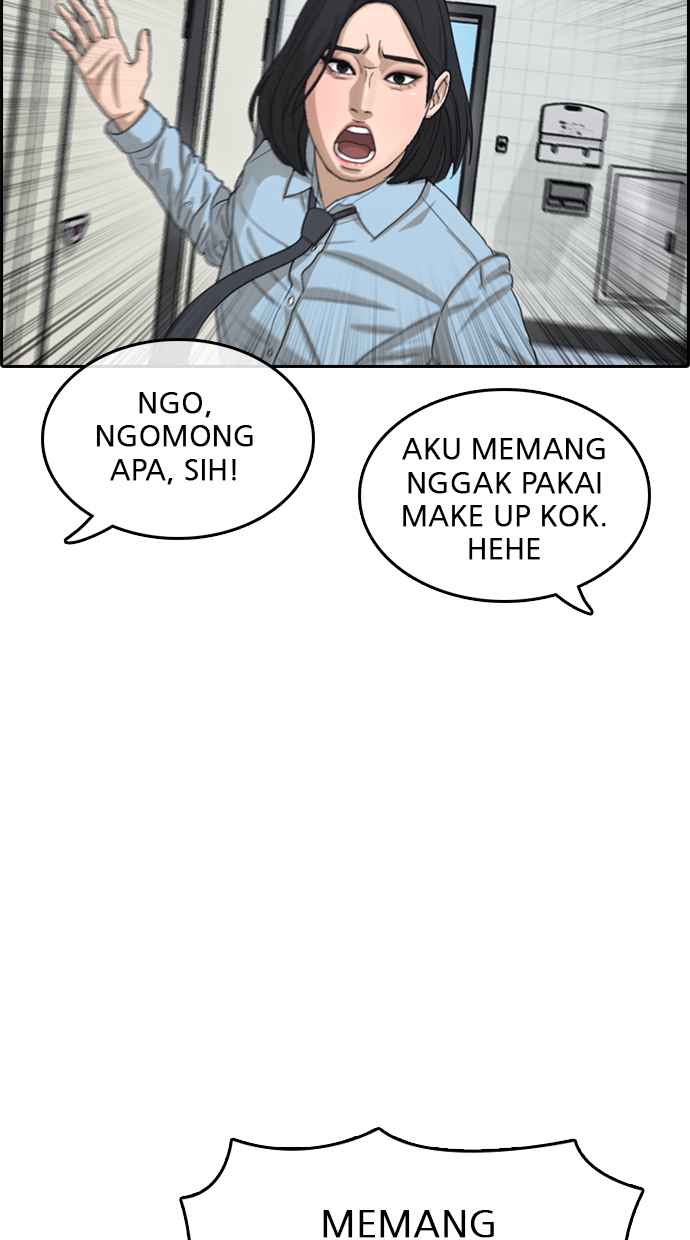 NGO,
NGOMONG
APA, SIH!
AKU MEMANG
NGGAK PAKAI
MAKE UP KOK.
HEHE
MEMANG